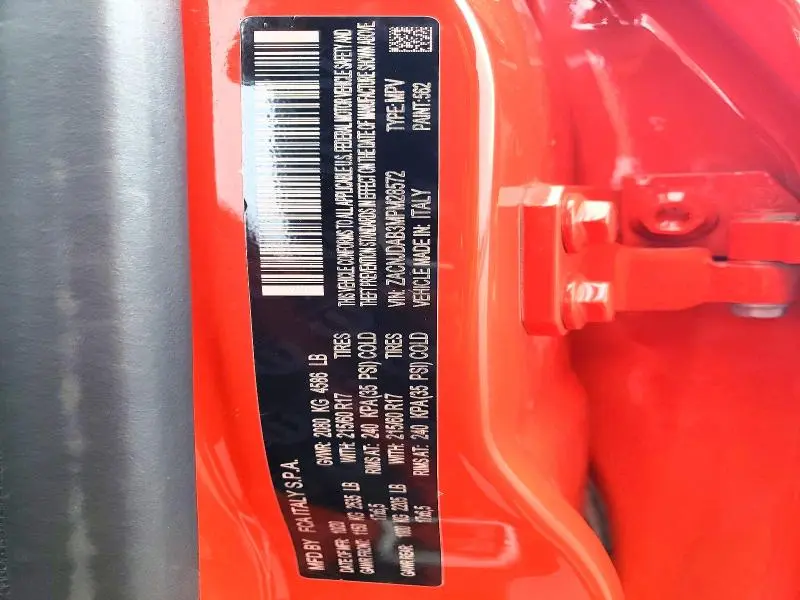 MFD BY FCA ITALY S.P.A.
DATE OF MFR: 10/20 GVWR: 2080 KG 4586 LB
GAWR FRONT: 1150 KG 2535 LB WITH: 215/60 R17 TIRES
17x6,5 RIMS AT: 240 KPA(35 PSI) COLD
GAWR REAR: 1000 KG 2205 LB WITH: 215/60 R17 TIRES
17x6,5 RIMS AT: 240 KPA(35 PSI) COLD
THIS VEHICLE CONFORMS TO ALL APPLICABLE U.S. FEDERAL MOTOR VEHICLE SAFETY AND
THEFT PREVENTION STANDARDS IN EFFECT ON THE DATE OF MANUFACTURE SHOWN ABOVE.
VIN: ZACNJDAB3MPM28572 TYPE: MPV
VEHICLE MADE IN: ITALY PAINT: 562